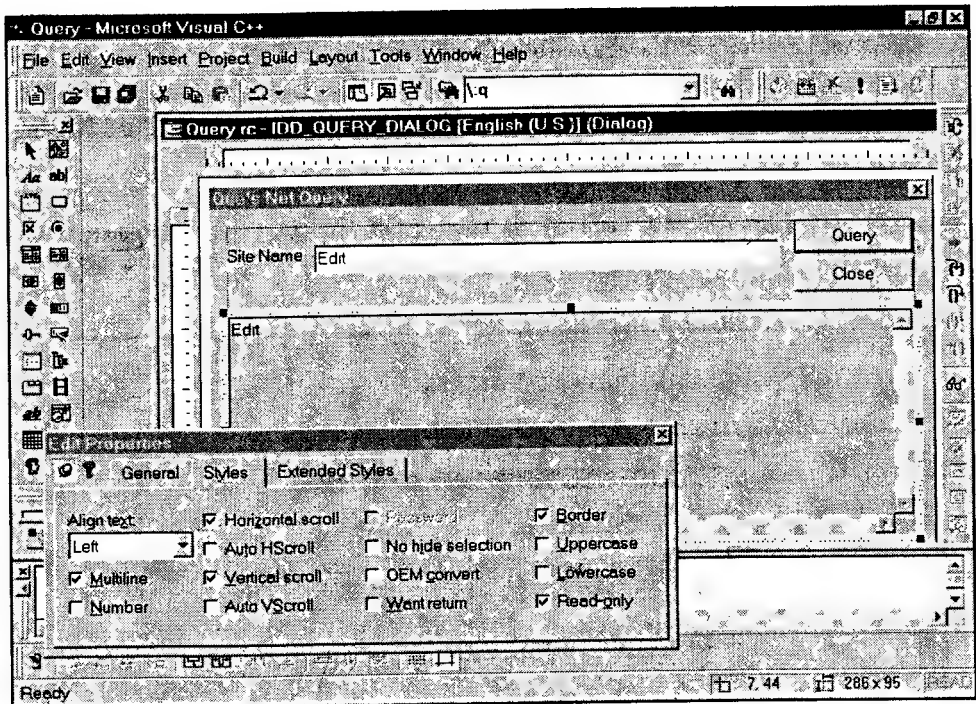 Query - Microsoft Visual C++
File Edit View Insert Project Build Layout Tools Window Help
\:q
Query rc - IDD_QUERY_DIALOG [English (U S )] (Dialog)
Net Query
Site Name Edit
Query
Close
Edit
Edit Properties
General Styles Extended Styles
Align text:
Left
Multiline
Number
Horizontal scroll
Auto HScroll
Vertical scroll
Auto VScroll
Password
No hide selection
OEM convert
Want return
Border
Uppercase
Lowercase
Read-only
Ready
7, 44
286 x 95
READ